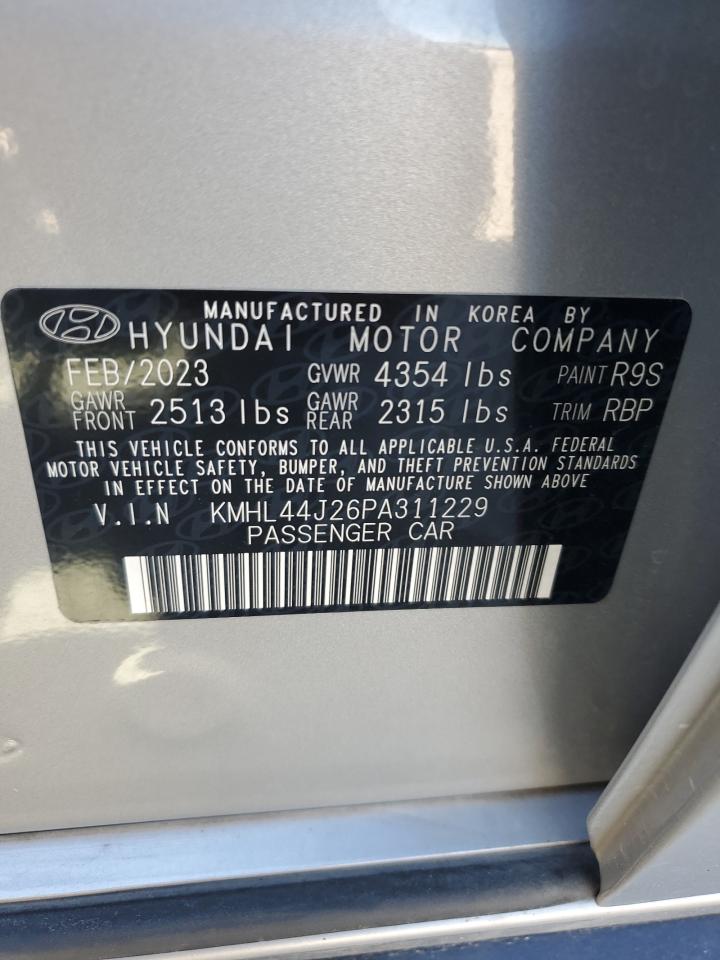 MANUFACTURED IN KOREA BY
HYUNDAI MOTOR COMPANY
FEB/2023 GVWR 4354 lbs PAINT R9S
GAWR FRONT 2513 lbs GAWR REAR 2315 lbs TRIM RBP
THIS VEHICLE CONFORMS TO ALL APPLICABLE U.S.A. FEDERAL
MOTOR VEHICLE SAFETY, BUMPER, AND THEFT PREVENTION STANDARDS
IN EFFECT ON THE DATE OF MANUFACTURE SHOWN ABOVE
V.I.N KMHL44J26PA311229
PASSENGER CAR